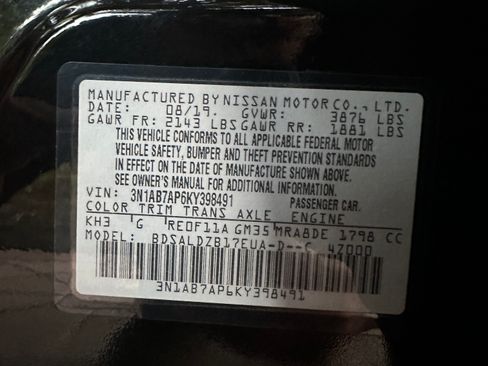 MANUFACTURED BY NISSAN MOTOR CO., LTD.
DATE: 08/19. GVWR: 3876 LBS
GAWR FR: 2143 LBS GAWR RR: 1881 LBS
THIS VEHICLE CONFORMS TO ALL APPLICABLE FEDERAL MOTOR
VEHICLE SAFETY, BUMPER AND THEFT PREVENTION STANDARDS
IN EFFECT ON THE DATE OF MANUFACTURE SHOWN ABOVE.
SEE OWNER'S MANUAL FOR ADDITIONAL INFORMATION.
VIN: 3N1AB7AP6KY398491 PASSENGER CAR.
COLOR TRIM TRANS AXLE ENGINE
KH3 G RE0F11A GM35 MRA8DE 1798 CC
MODEL: BDSALDZB17EUA-D--C 47000
3N1AB7AP6KY398491